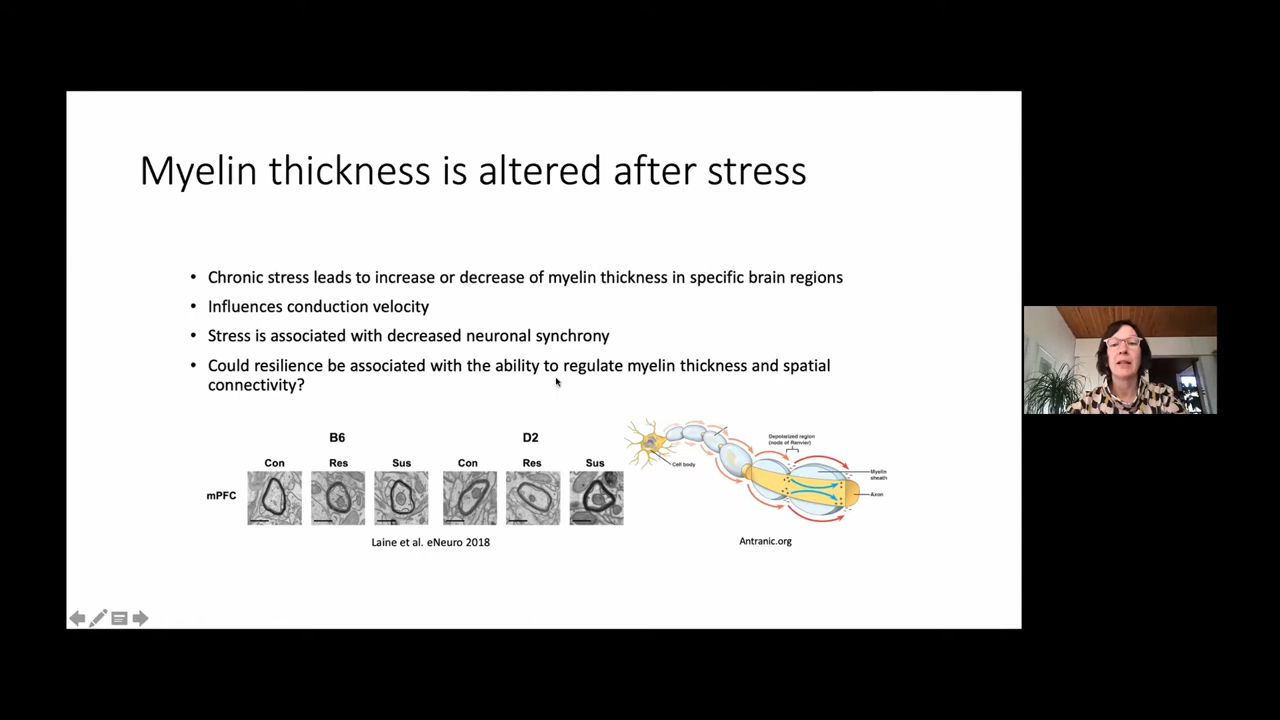 Myelin thickness is altered after stress
• Chronic stress leads to increase or decrease of myelin thickness in specific brain regions
• Influences conduction velocity
• Stress is associated with decreased neuronal synchrony
• Could resilience be associated with the ability to regulate myelin thickness and spatial
connectivity?
B6 D2
Con Res Sus Con Res Sus
mPFC
Laine et al. eNeuro 2018
Cell body
Depolarized region
(node of Ranvier)
Myelin
sheath
Axon
Antranic.org